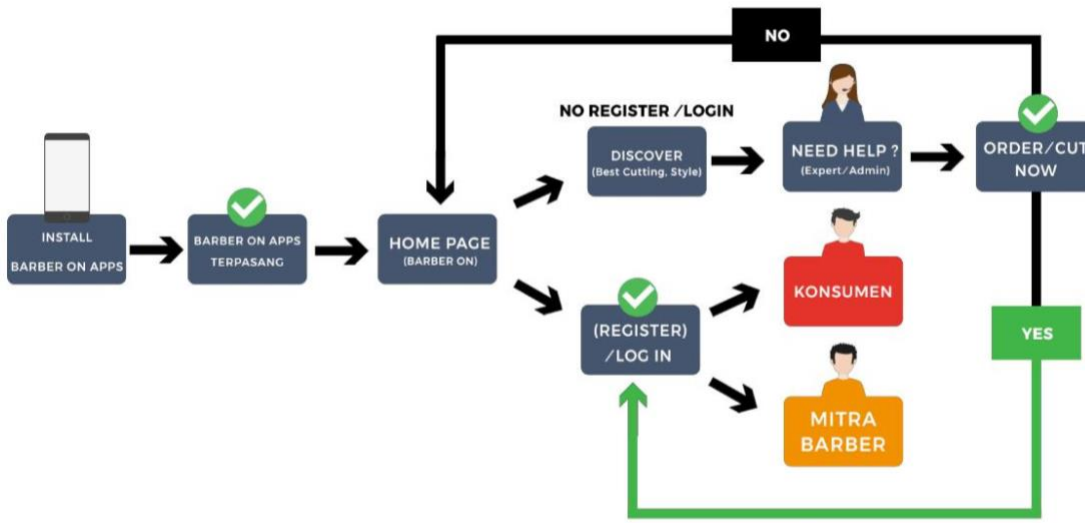 NO
NO REGISTER /LOGIN
DISCOVER
(Best Cutting, Style)
NEED HELP ?
(Expert/Admin)
ORDER/CUT
NOW
INSTALL
BARBER ON APPS
BARBER ON APPS
TERPASANG
HOME PAGE
(BARBER ON)
(REGISTER)
/LOG IN
KONSUMEN
YES
MITRA
BARBER